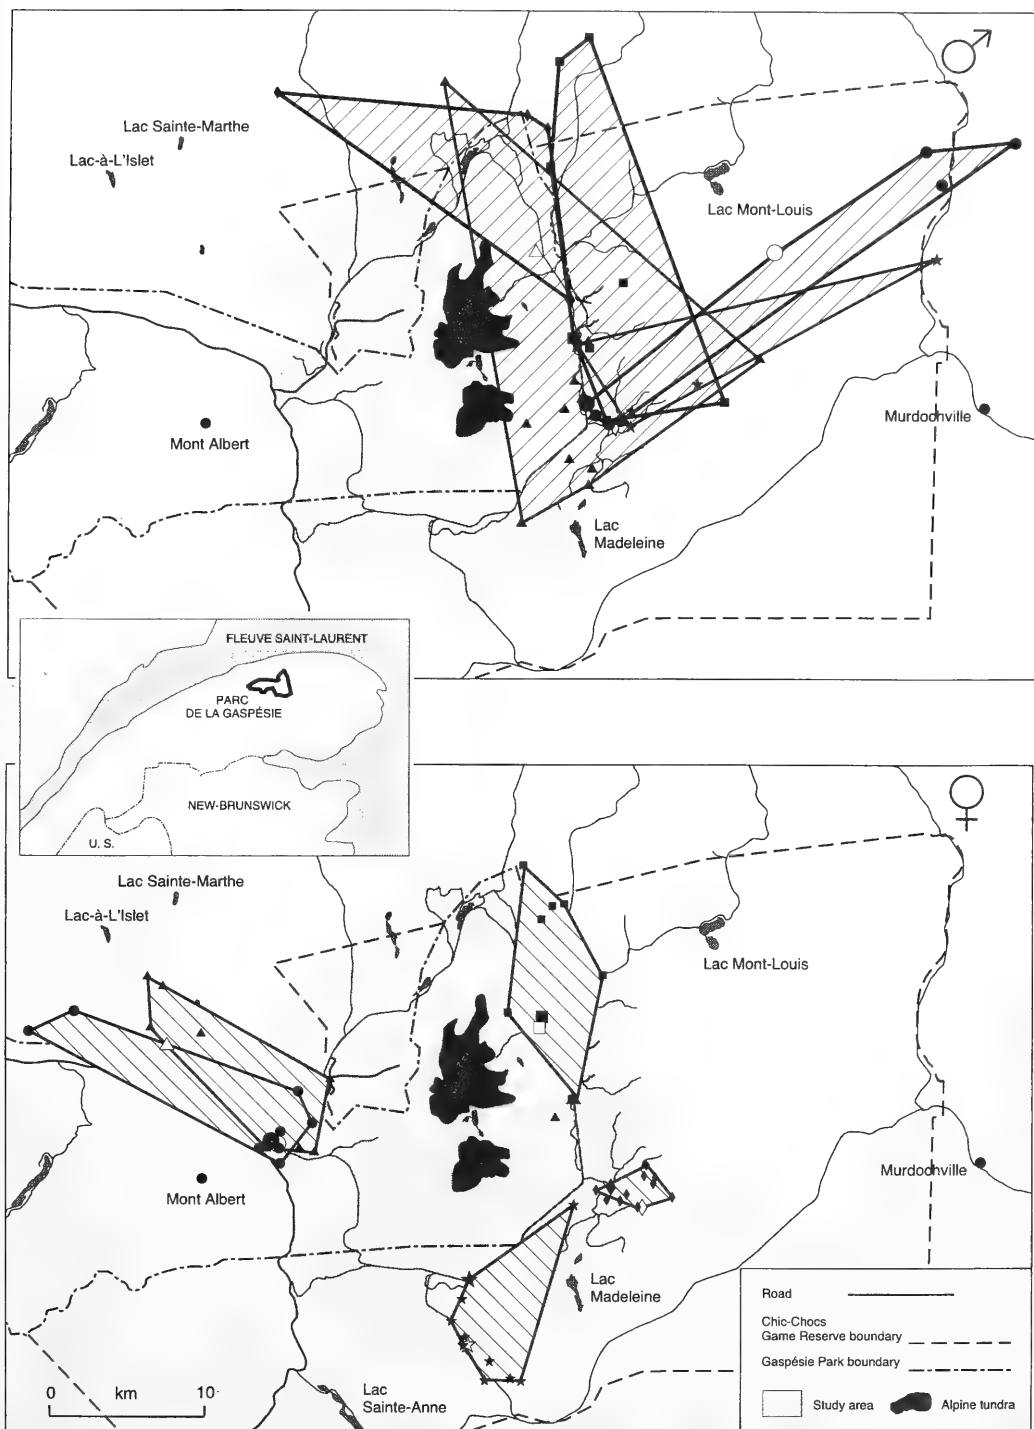 Lac Sainte-Marthe
Lac-à-L'Islet
Lac Mont-Louis
Mont Albert
Murdochville
Lac
Madeleine
FLEUVE SAINT-LAURENT
PARC
DE LA GASPÉSIE
NEW-BRUNSWICK
U. S.
Lac Sainte-Marthe
Lac-à-L'Islet
Lac Mont-Louis
Mont Albert
Murdochville
Lac
Madeleine
Lac
Sainte-Anne
0 km 10
Road
Chic-Chocs
Game Reserve boundary
Gaspésie Park boundary
Study area
Alpine tundra